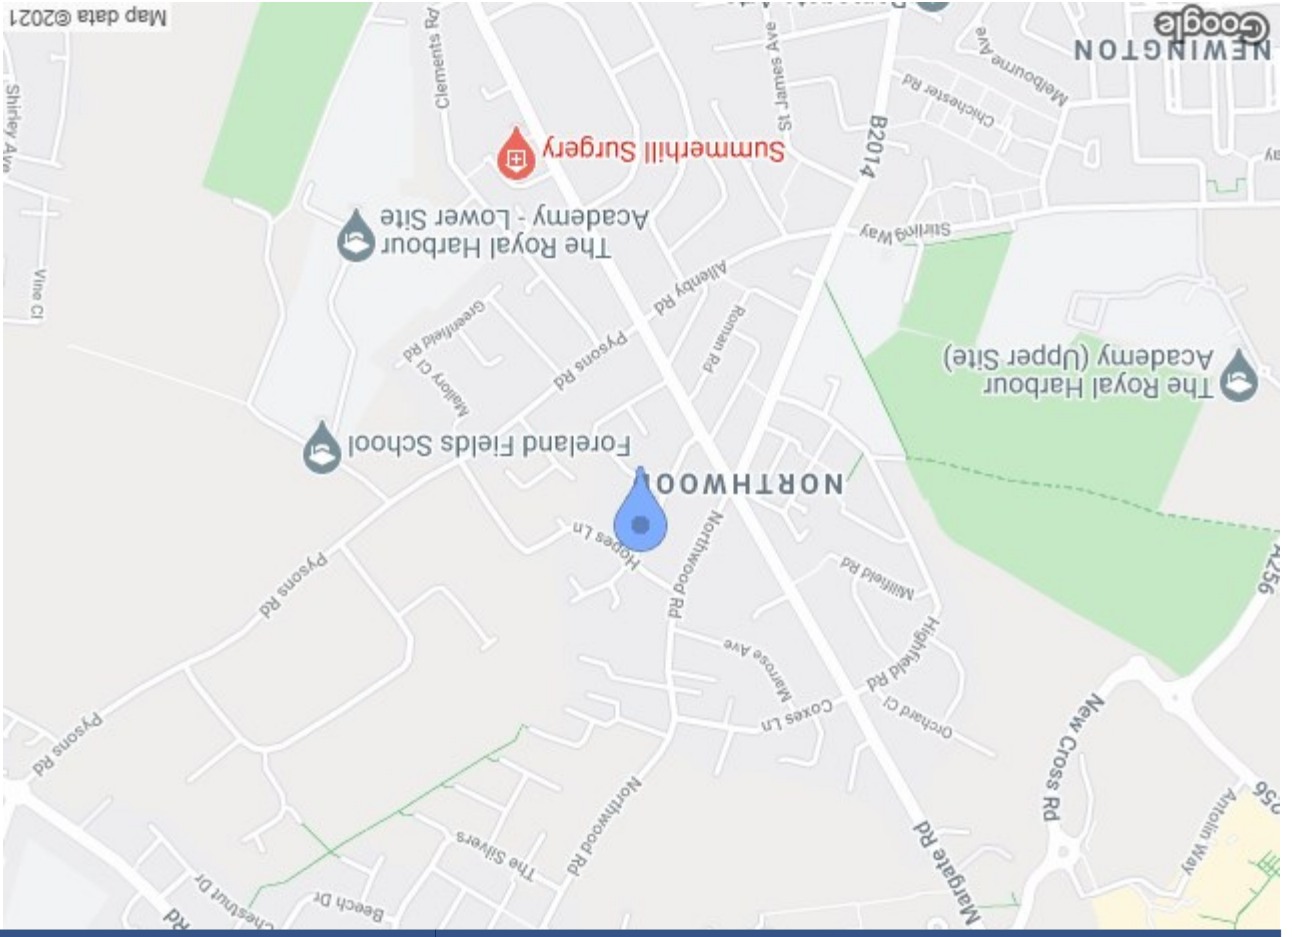 Margate Rd
Beech Dr
Chestnut Dr
Rd
Antolin Way
The Silvers
Northwood Rd
256
New Cross Rd
Pysons Rd
Orchard Cl
Coxes Ln
Highfield Rd
Marrose Ave
Millfield Rd
A256
Northwood Rd
Pysons Rd
Hopes Ln
NORTHWOO
Foreland Fields School
The Royal Harbour
Academy (Upper Site)
Mallory Cl
Greenfield Rd
Pysons Rd
Roman Rd
Allenby Rd
Vine Cl
The Royal Harbour
Academy - Lower Site
Stirling Way
Summerhill Surgery
B2014
Chichester Rd
St James Ave
Shirley Ave
Melbourne Ave
Clements Rd
NEWINGTON
Google
Map data ©2021